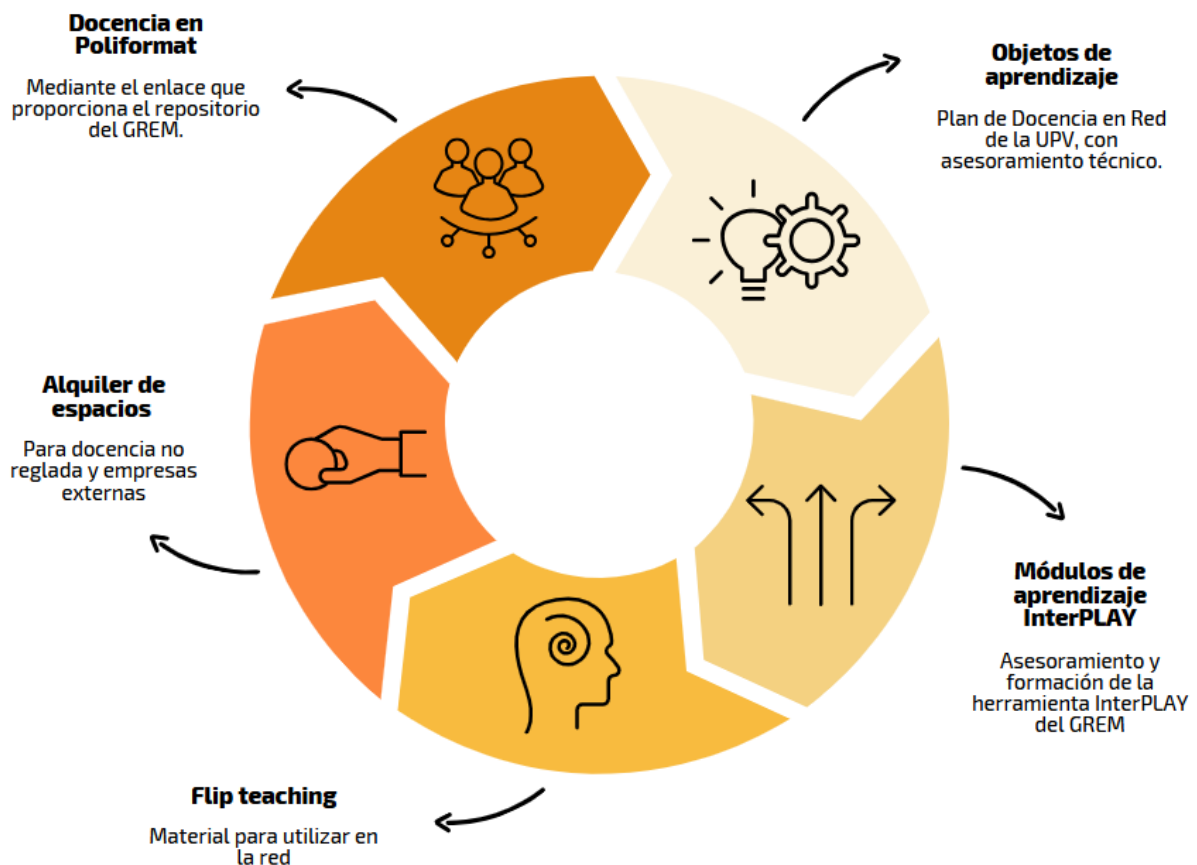 Docencia en
Poliformat
Mediante el enlace que
proporciona el repositorio
del GREM.
Objetos de
aprendizaje
Plan de Docencia en Red
de la UPV, con
asesoramiento técnico.
Alquiler de
espacios
Para docencia no
reglada y empresas
externas
Módulos de
aprendizaje
InterPLAY
Asesoramiento y
formación de la
herramienta InterPLAY
del GREM
Flip teaching
Material para utilizar en
la red